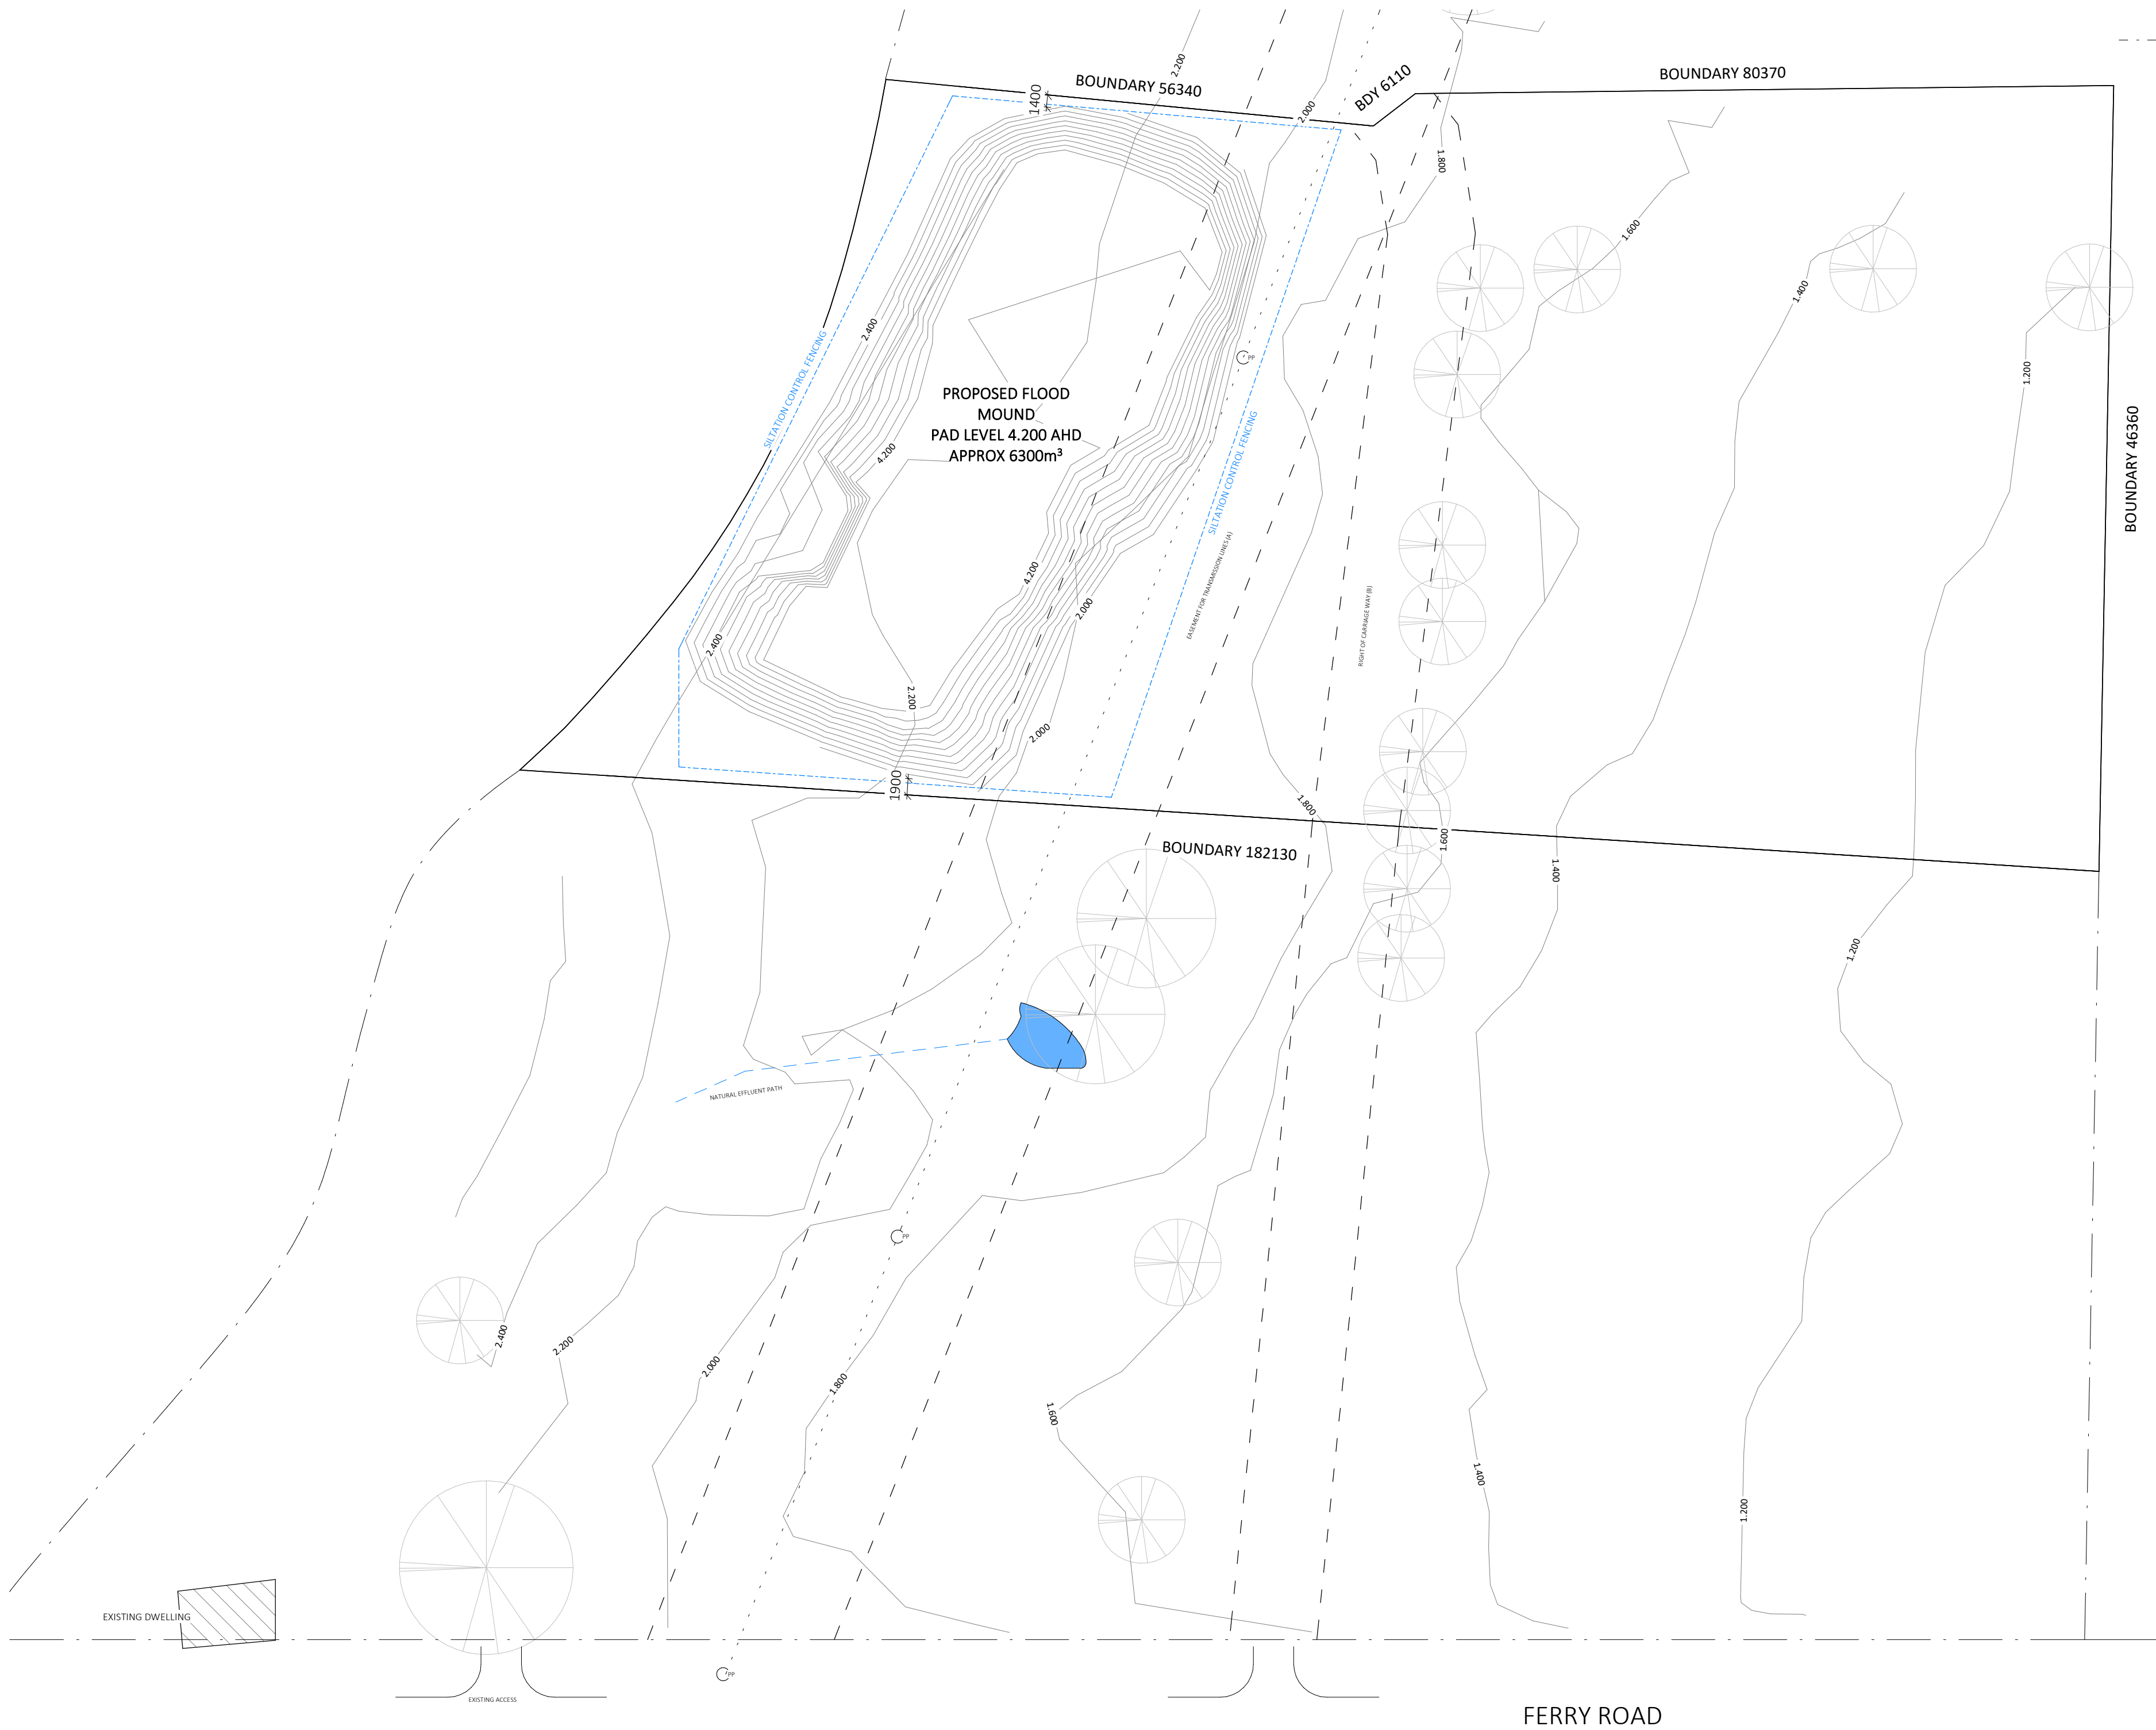 2.200
BOUNDARY 56340
1400
BDY 6110
BOUNDARY 80370
2.000
1.800
1.600
1.400
1.200
2.400
SILTATION CONTROL FENCING
PP
PROPOSED FLOOD
MOUND
PAD LEVEL 4.200 AHD
APPROX 6300m³
4.200
SILTATION CONTROL FENCING
BOUNDARY 46360
EASEMENT FOR TRANSMISSION LINES (A)
4.200
2.000
RIGHT OF CARRIAGE WAY (B)
2.400
2.200
2.000
1900
1.800
1.600
BOUNDARY 182130
1.400
1.200
NATURAL EFFLUENT PATH
PP
2.400
2.200
2.000
1.800
1.600
1.400
1.200
EXISTING DWELLING
PP
EXISTING ACCESS
FERRY ROAD